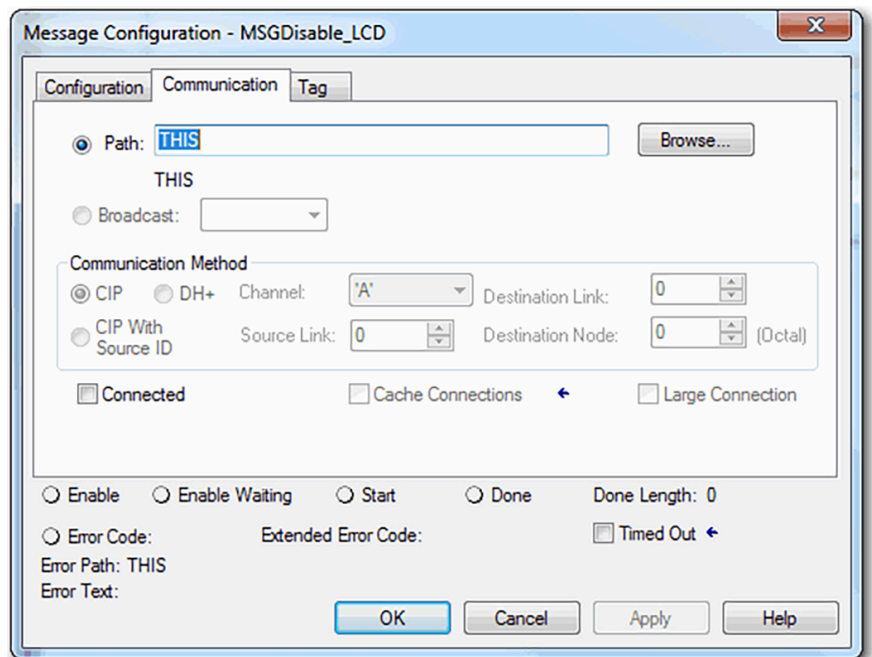 Message Configuration - MSGDisable_LCD
X
Configuration Communication Tag
Path: THIS Browse...
THIS
Broadcast:
Communication Method
CIP DH+ Channel: 'A' Destination Link: 0
CIP With Source ID Source Link: 0 Destination Node: 0 (Octal)
Connected Cache Connections ← Large Connection
Enable Enable Waiting Start Done Done Length: 0
Error Code: Extended Error Code: Timed Out ←
Error Path: THIS
Error Text:
OK Cancel Apply Help